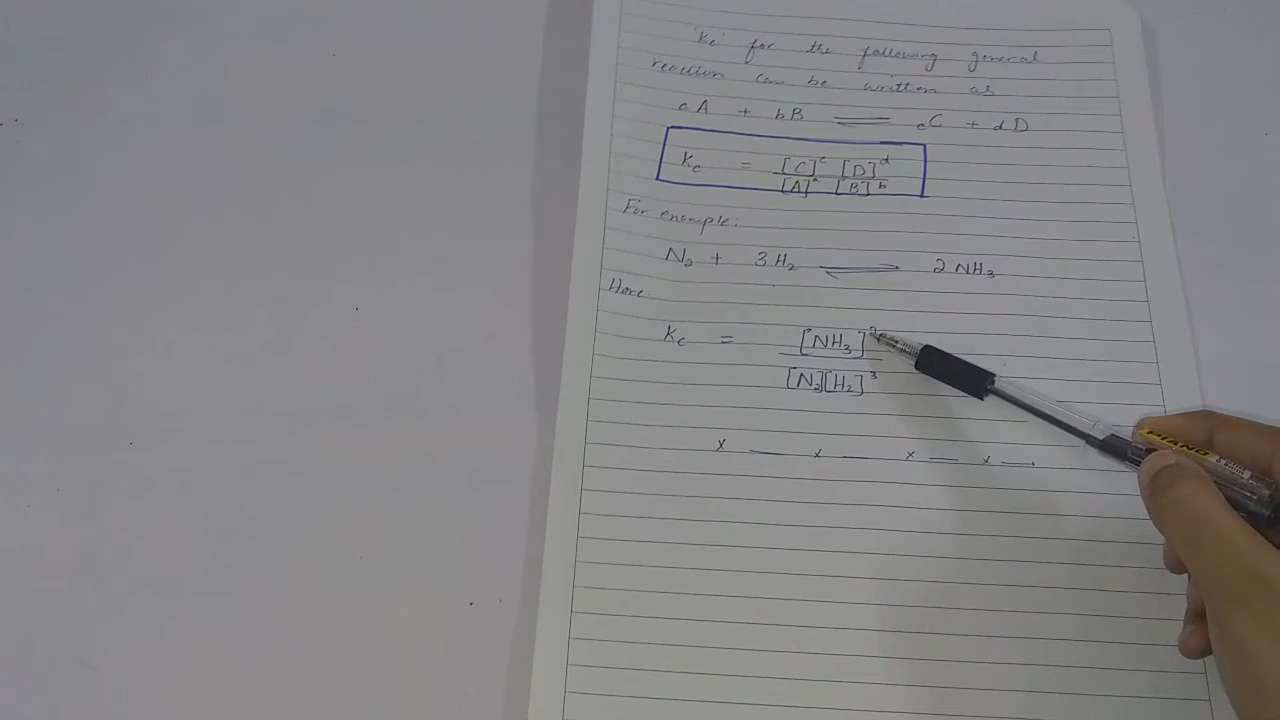 'Kc' for the following general
reaction can be written as
aA + bB ⇌ cC + dD
Kc = [C]^c [D]^d
[A]^a [B]^b
For example:
N2 + 3H2 ⇌ 2NH3
Here
Kc = [NH3]^2
[N2][H2]^3
x — x — x — x —
PIANO